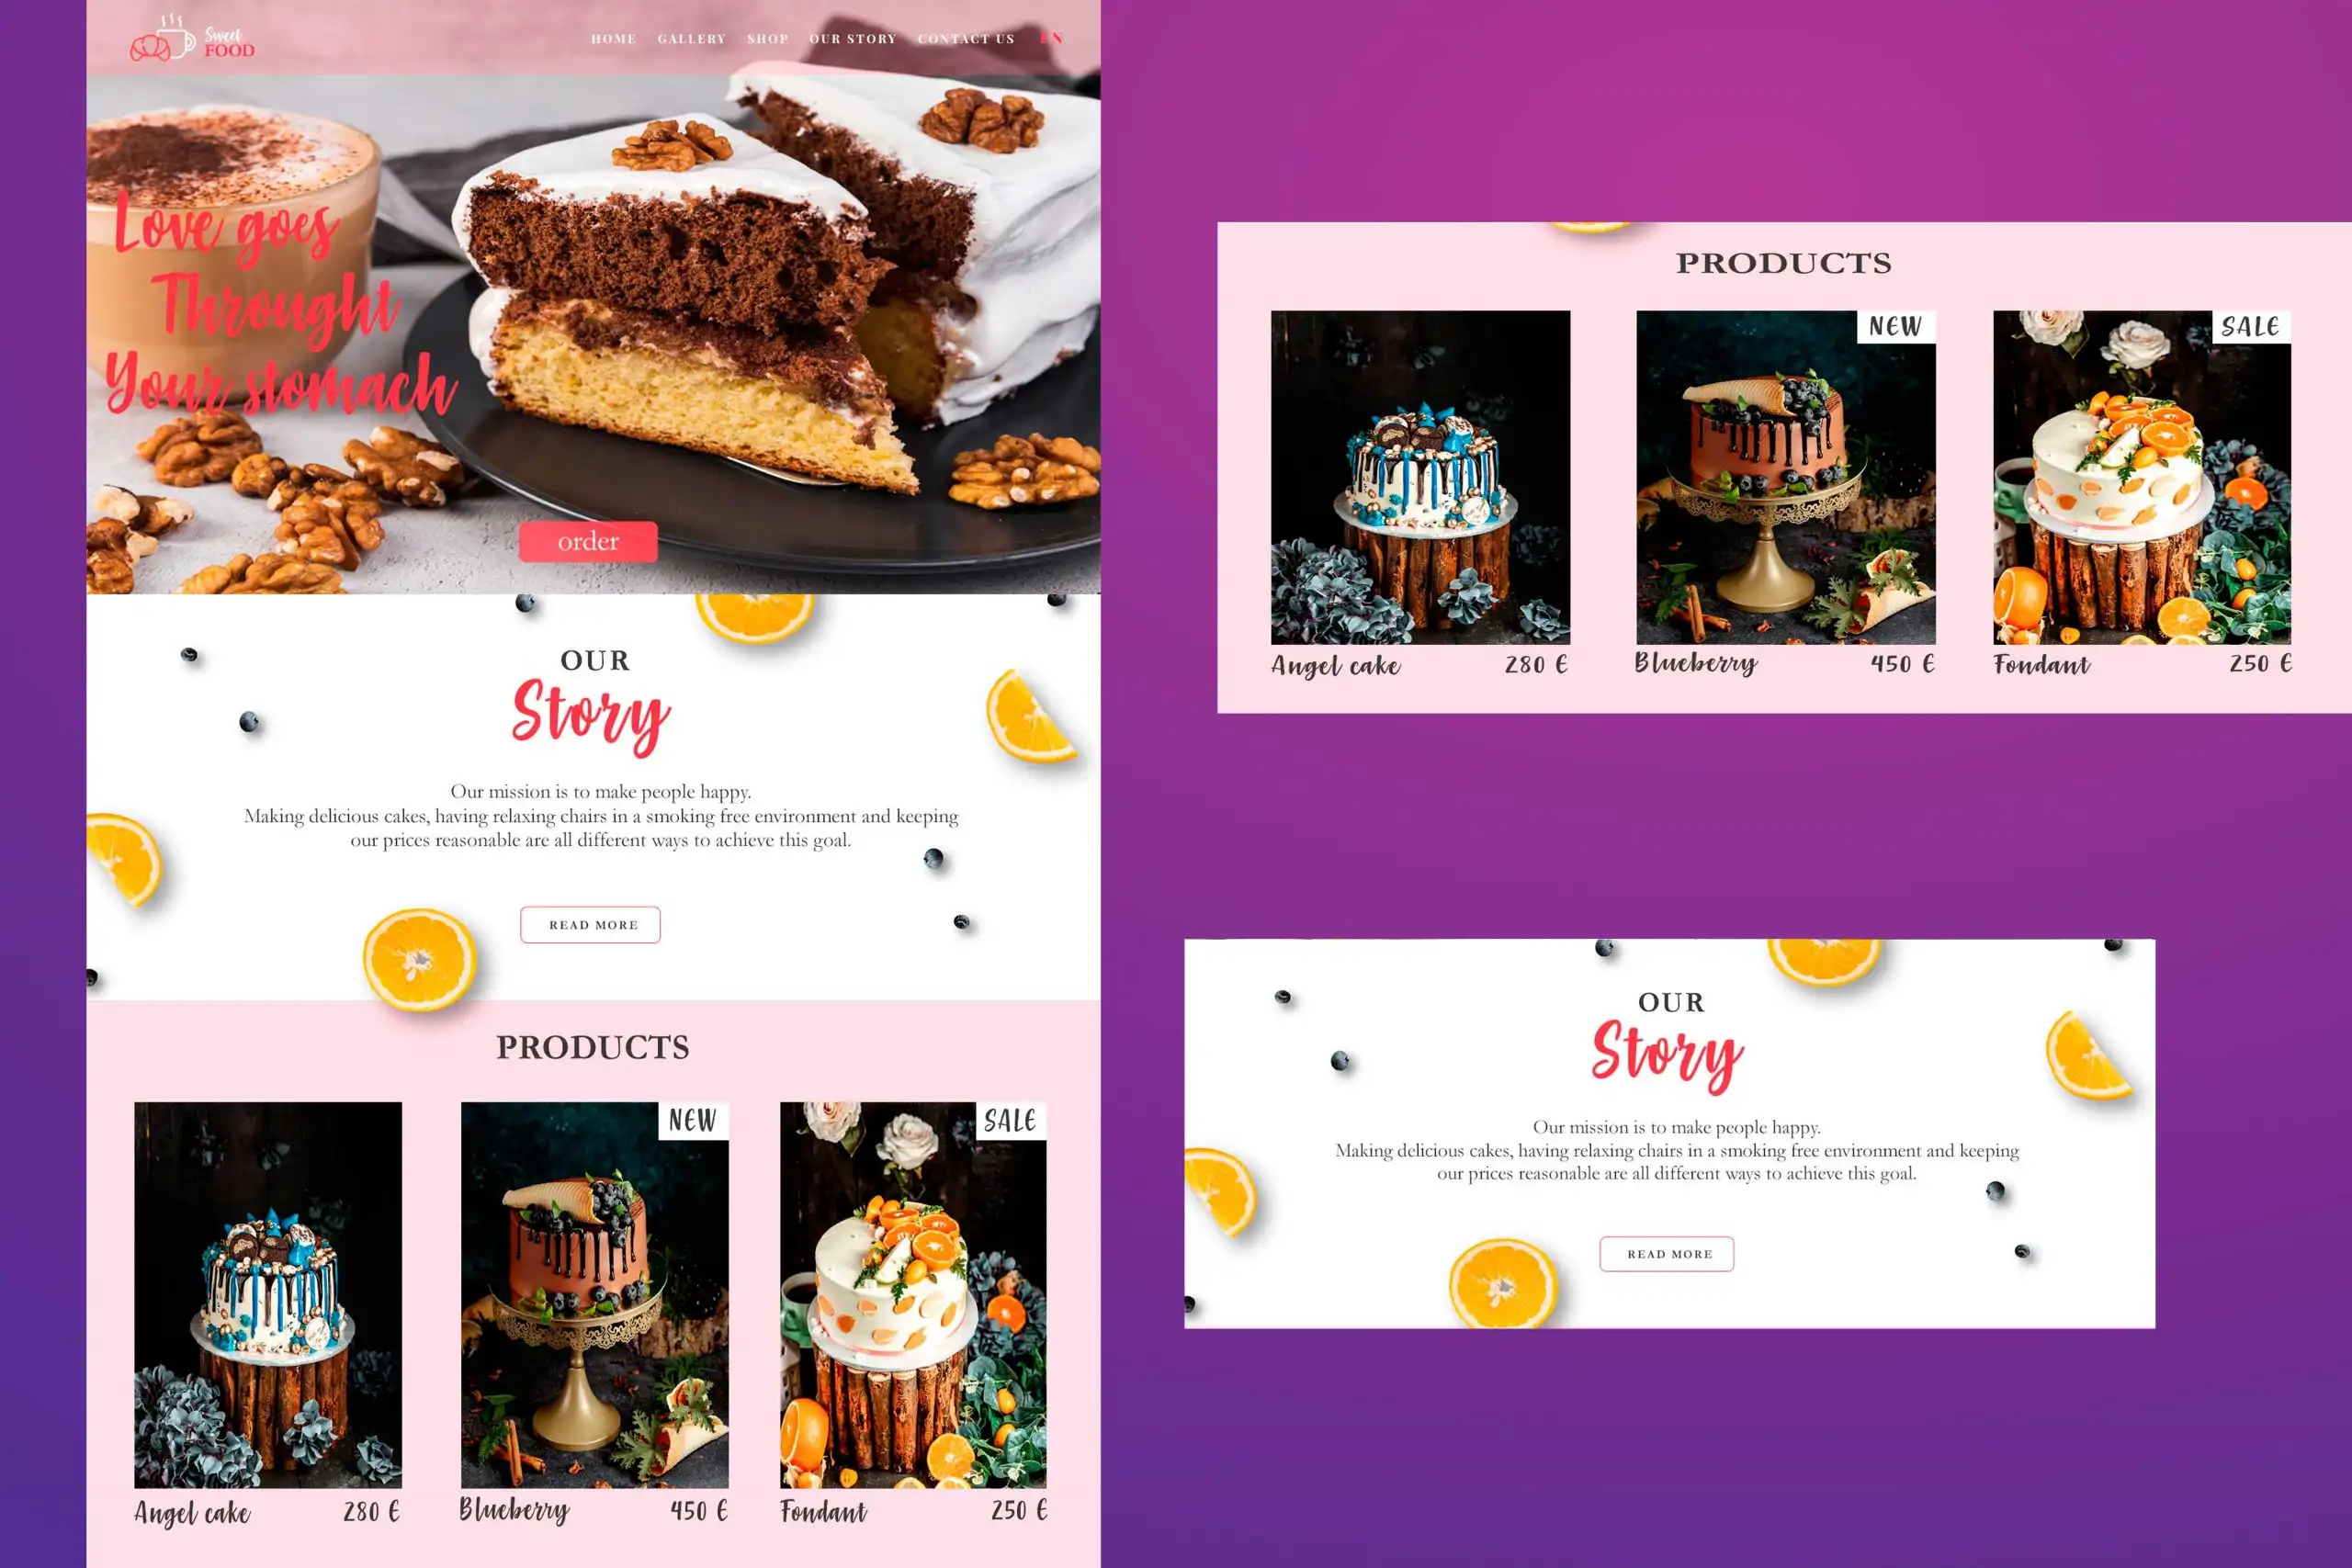 Sweet
FOOD
HOME GALLERY SHOP OUR STORY CONTACT US EN
Love goes
Throught
Your stomach
order
OUR
Story
Our mission is to make people happy.
Making delicious cakes, having relaxing chairs in a smoking free environment and keeping
our prices reasonable are all different ways to achieve this goal.
READ MORE
PRODUCTS
NEW
SALE
Angel cake 280 €
Blueberry 450 €
Fondant 250 €
PRODUCTS
NEW
SALE
Angel cake 280 €
Blueberry 450 €
Fondant 250 €
OUR
Story
Our mission is to make people happy.
Making delicious cakes, having relaxing chairs in a smoking free environment and keeping
our prices reasonable are all different ways to achieve this goal.
READ MORE